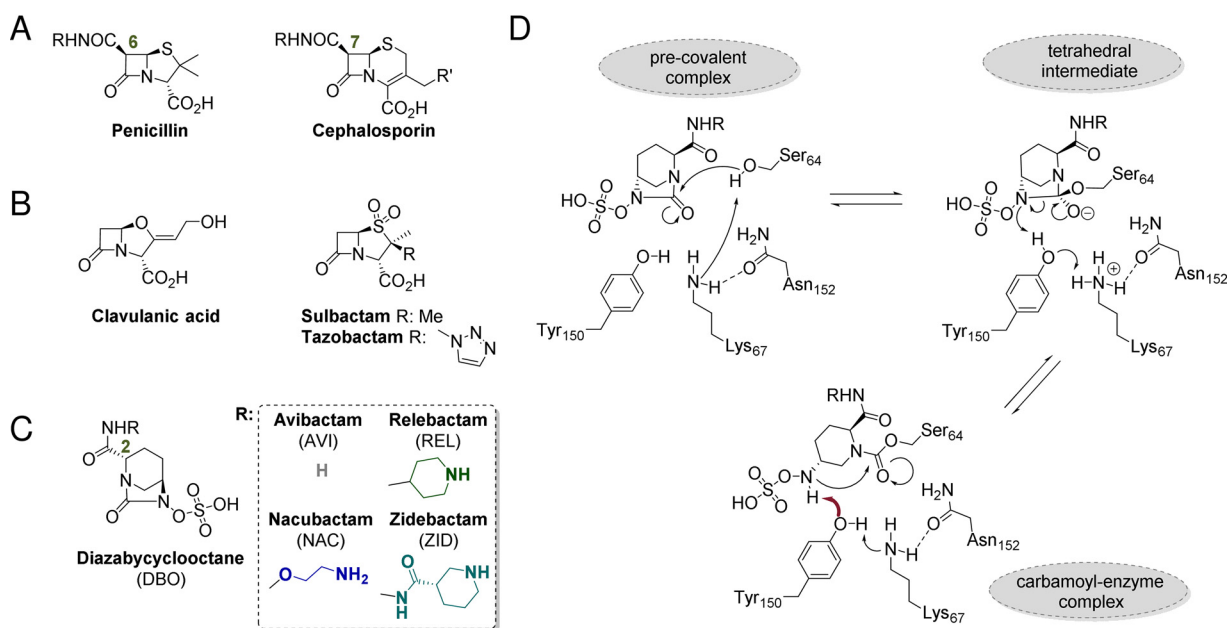 A
RHNOC
6
S
O
N
CO₂H
Penicillin
RHNOC
7
S
O
N
R'
CO₂H
Cephalosporin
B
O
OH
O
N
CO₂H
Clavulanic acid
O
O
S
O
N
R
CO₂H
Sulbactam R: Me
Tazobactam R:
N
N
N
C
NHR
O
2
N
N
O
O
S
O
O
OH
Diazabycyclooctane
(DBO)
R:
Avibactam
(AVI)
H
Relebactam
(REL)
NH
Nacubactam
(NAC)
O
NH₂
Zidebactam
(ZID)
O
NH
N
H
D
pre-covalent
complex
NHR
O
N
N
O
O
S
O
O
HO
O
H
Ser₆₄
O-H
Tyr₁₅₀
H
N-H
Lys₆₇
H₂N
O
Asn₁₅₂
tetrahedral
intermediate
NHR
O
N
N
O
Ser₆₄
O⊖
O
S
O
O
HO
H
O
Tyr₁₅₀
H
H-N-H
⊕
Lys₆₇
H₂N
O
Asn₁₅₂
RHN
O
N
O
Ser₆₄
O
N
H
O
S
O
O
HO
O-H
Tyr₁₅₀
H
N-H
Lys₆₇
H₂N
O
Asn₁₅₂
carbamoyl-enzyme
complex